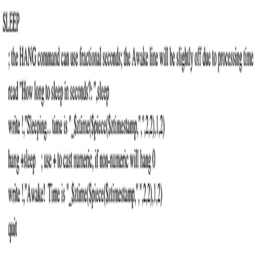 SLEEP
; the HANG command can use fractional seconds; the Awake line will be slightly off due to processing time
read "How long to sleep in seconds?: ",sleep
write !,"Sleeping... time is "_$ztime($piece($ztimestamp,",",2,2),1,2)
hang +sleep ; use + to cast numeric, if non-numeric will hang 0
write !,"Awake! Time is "_$ztime($piece($ztimestamp,",",2,2),1,2)
quit